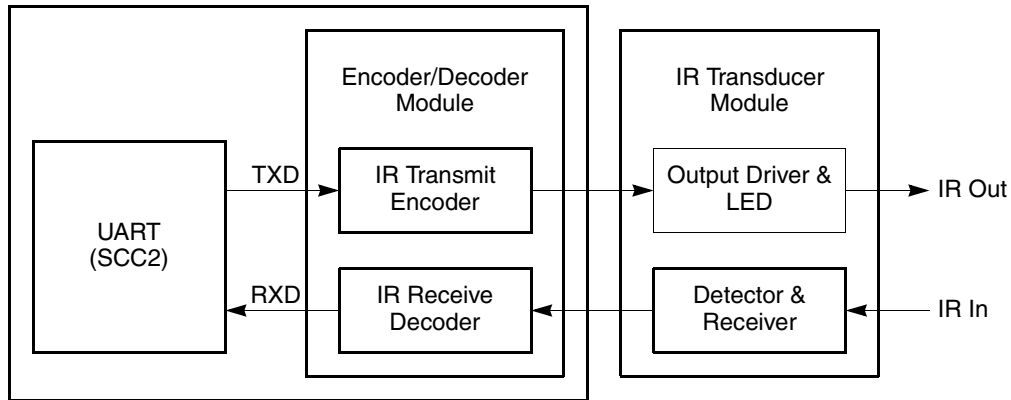 Encoder/Decoder
Module
IR Transducer
Module
UART
(SCC2)
TXD
IR Transmit
Encoder
Output Driver &
LED
IR Out
RXD
IR Receive
Decoder
Detector &
Receiver
IR In